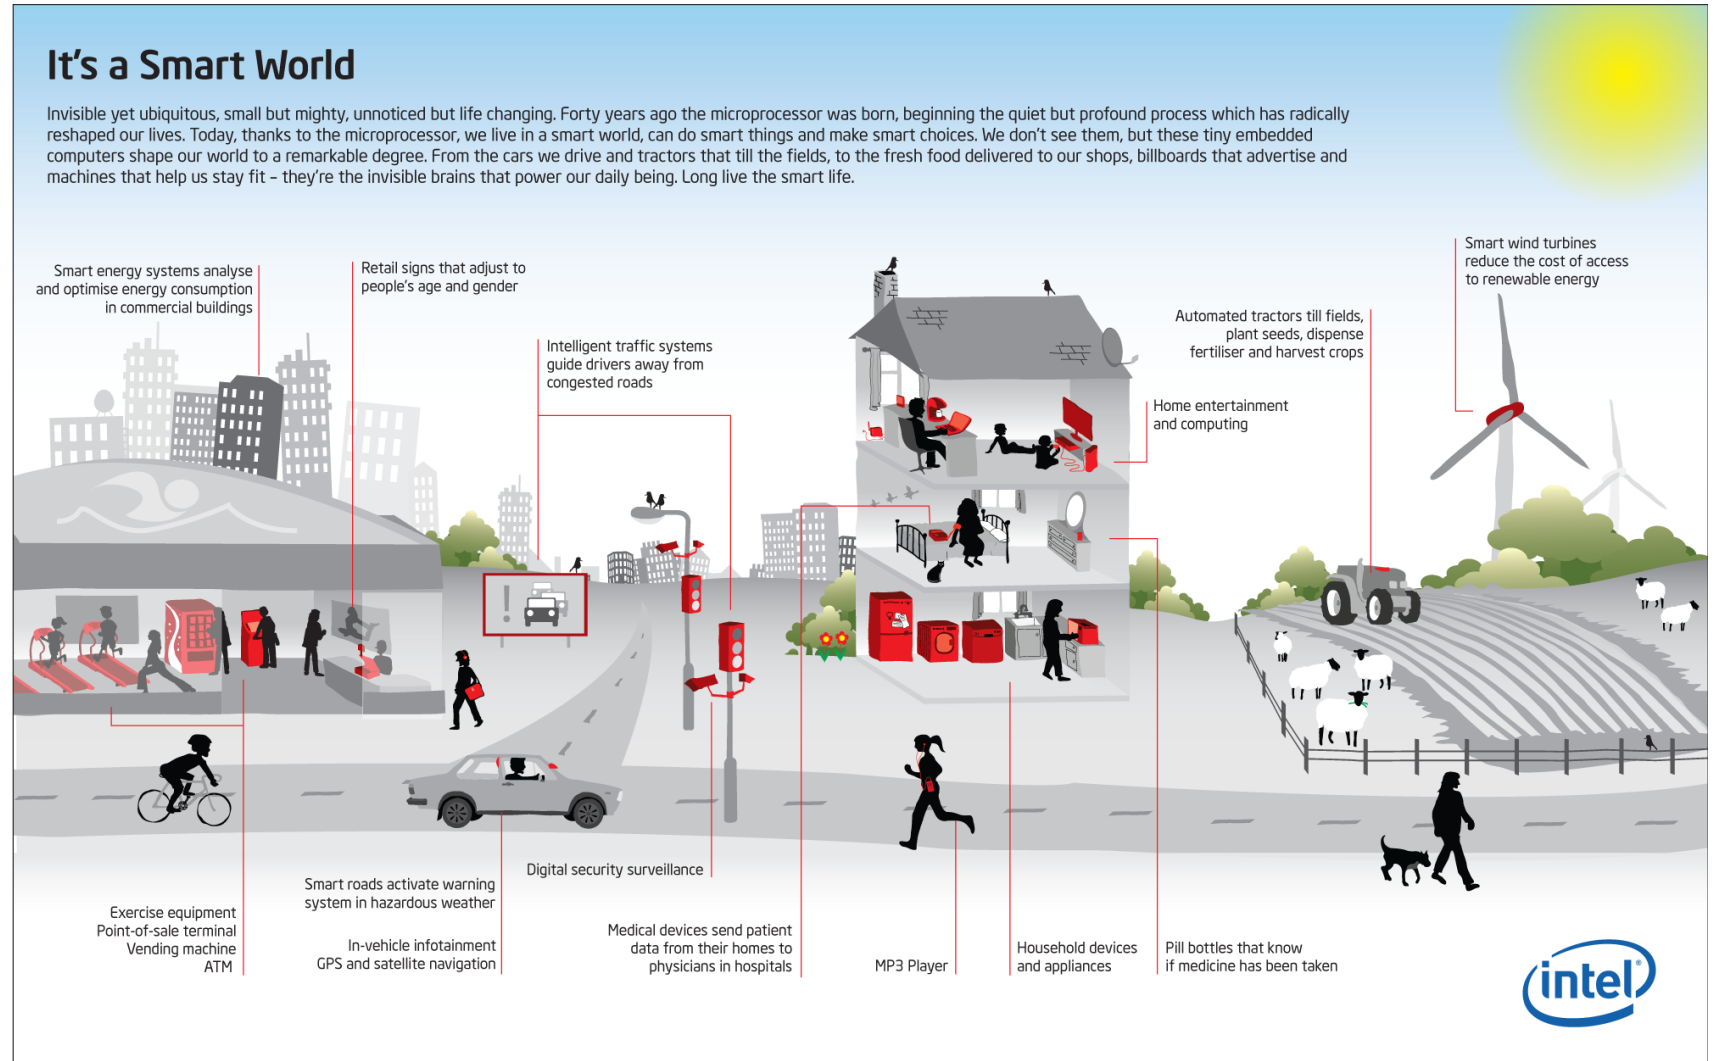 It's a Smart World
Invisible yet ubiquitous, small but mighty, unnoticed but life changing. Forty years ago the microprocessor was born, beginning the quiet but profound process which has radically
reshaped our lives. Today, thanks to the microprocessor, we live in a smart world, can do smart things and make smart choices. We don't see them, but these tiny embedded
computers shape our world to a remarkable degree. From the cars we drive and tractors that till the fields, to the fresh food delivered to our shops, billboards that advertise and
machines that help us stay fit – they're the invisible brains that power our daily being. Long live the smart life.
Smart energy systems analyse
and optimise energy consumption
in commercial buildings
Retail signs that adjust to
people's age and gender
Intelligent traffic systems
guide drivers away from
congested roads
Automated tractors till fields,
plant seeds, dispense
fertiliser and harvest crops
Smart wind turbines
reduce the cost of access
to renewable energy
Home entertainment
and computing
!
Exercise equipment
Point-of-sale terminal
Vending machine
ATM
Smart roads activate warning
system in hazardous weather
In-vehicle infotainment
GPS and satellite navigation
Digital security surveillance
Medical devices send patient
data from their homes to
physicians in hospitals
MP3 Player
Household devices
and appliances
Pill bottles that know
if medicine has been taken
intel®